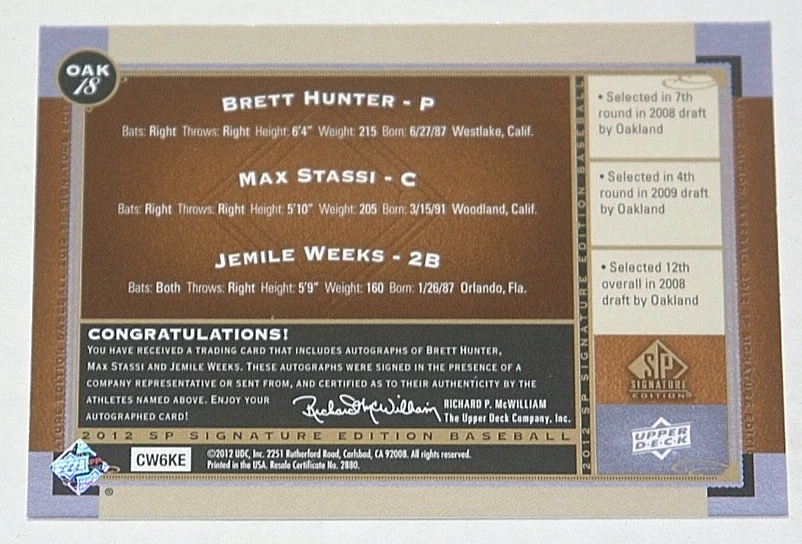 OAK
18
BRETT HUNTER - P
Bats: Right Throws: Right Height: 6'4" Weight: 215 Born: 6/27/87 Westlake, Calif.
• Selected in 7th
round in 2008 draft
by Oakland
MAX STASSI - C
Bats: Right Throws: Right Height: 5'10" Weight: 205 Born: 3/15/91 Woodland, Calif.
• Selected in 4th
round in 2009 draft
by Oakland
JEMILE WEEKS - 2B
Bats: Both Throws: Right Height: 5'9" Weight: 160 Born: 1/26/87 Orlando, Fla.
• Selected 12th
overall in 2008
draft by Oakland
CONGRATULATIONS!
YOU HAVE RECEIVED A TRADING CARD THAT INCLUDES AUTOGRAPHS OF BRETT HUNTER,
MAX STASSI AND JEMILE WEEKS. THESE AUTOGRAPHS WERE SIGNED IN THE PRESENCE OF A
COMPANY REPRESENTATIVE OR SENT FROM, AND CERTIFIED AS TO THEIR AUTHENTICITY BY THE
ATHLETES NAMED ABOVE. ENJOY YOUR
AUTOGRAPHED CARD!
Richard McWilliam
RICHARD P. McWILLIAM
The Upper Deck Company, Inc.
2012 SP SIGNATURE EDITION BASEBALL
2012 SP SIGNATURE EDITION BASEBALL
SP
SIGNATURE
EDITION
UPPER
D·E·C·K
CW6KE
©2012 UDC, Inc. 2251 Rutherford Road, Carlsbad, CA 92008. All rights reserved.
Printed in the USA. Resale Certificate No. 2880.
®